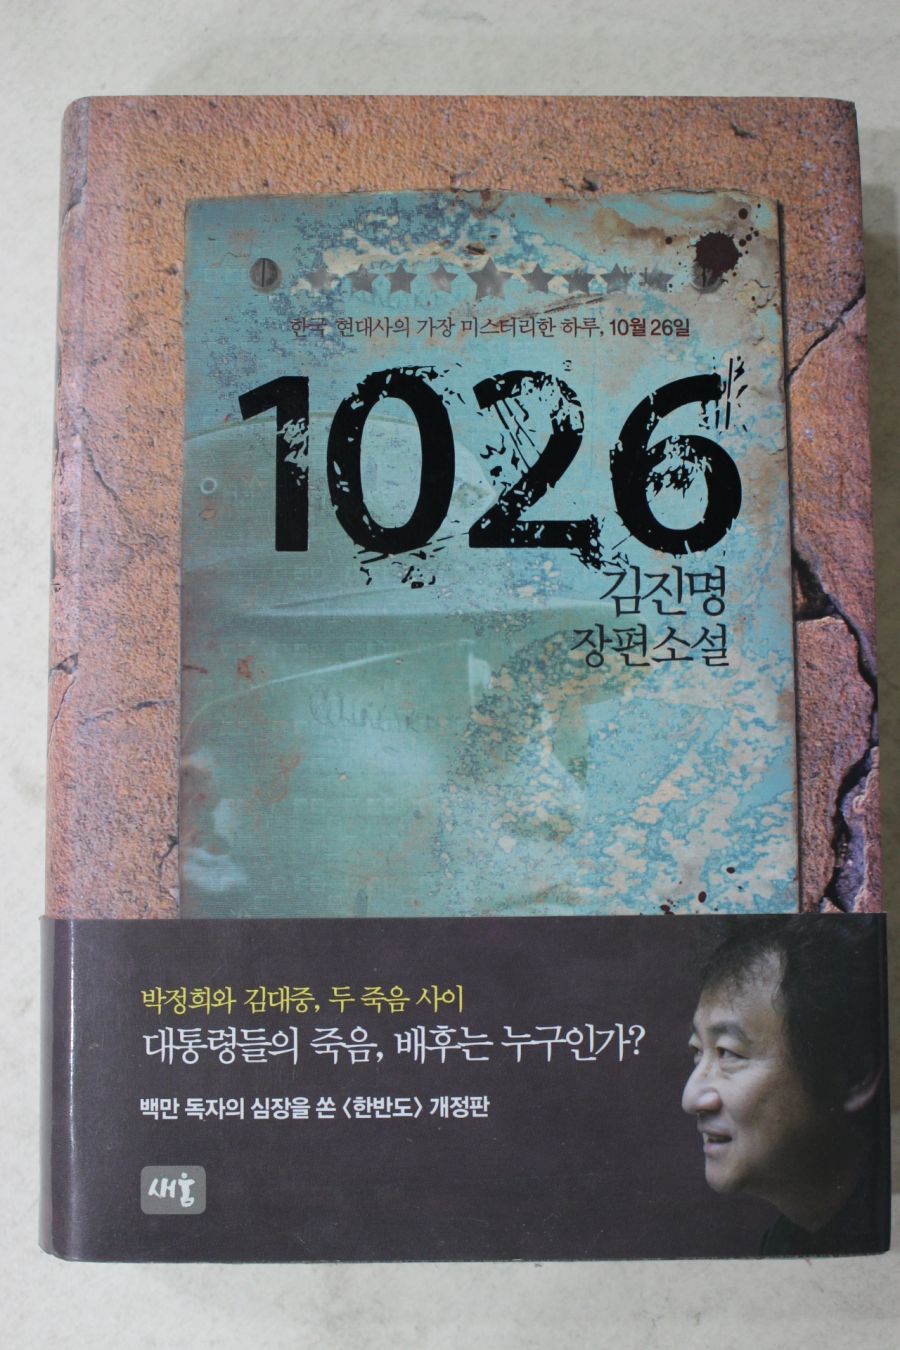 한국 현대사의 가장 미스터리한 하루, 10월 26일
1026
김진명
장편소설
박정희와 김대중, 두 죽음 사이
대통령들의 죽음, 배후는 누구인가?
백만 독자의 심장을 쏜 <한반도> 개정판
새움